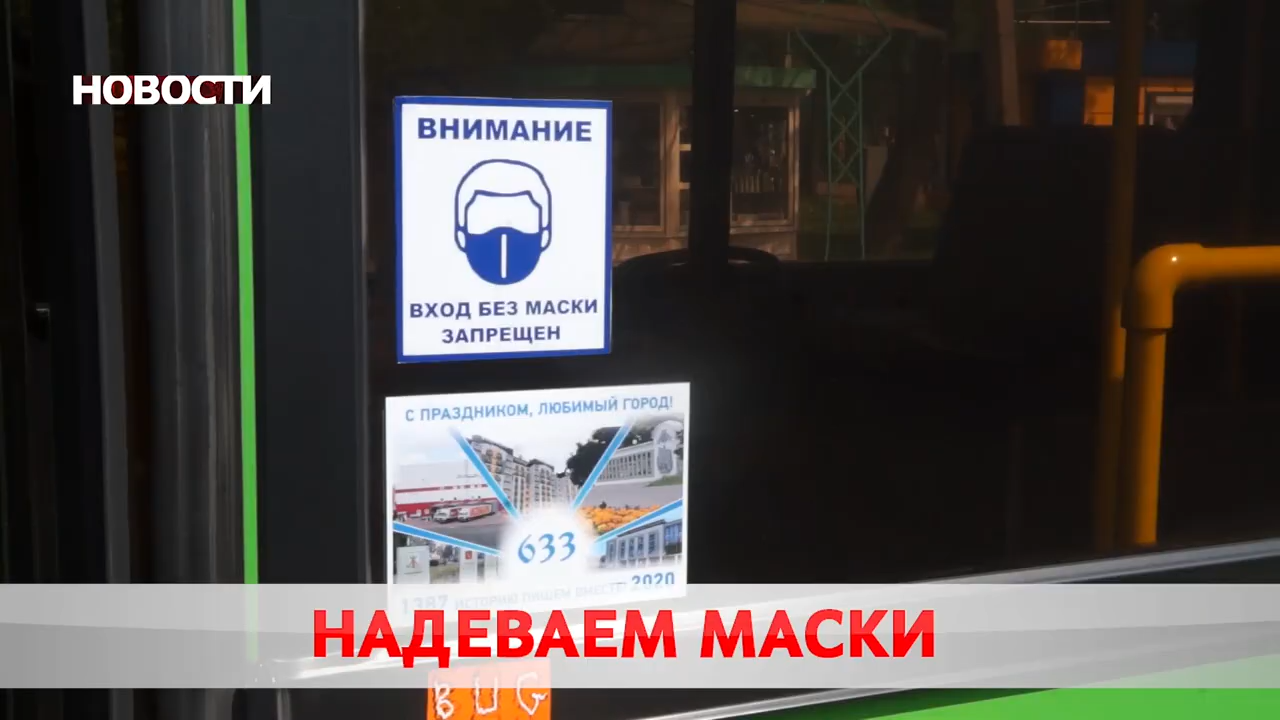 НОВОСТИ
ВНИМАНИЕ
ВХОД БЕЗ МАСКИ
ЗАПРЕЩЕН
С ПРАЗДНИКОМ, ЛЮБИМЫЙ ГОРОД!
633
1387 ИСТОРИЮ ПИШЕМ ВМЕСТЕ! 2020
НАДЕВАЕМ МАСКИ
BUG